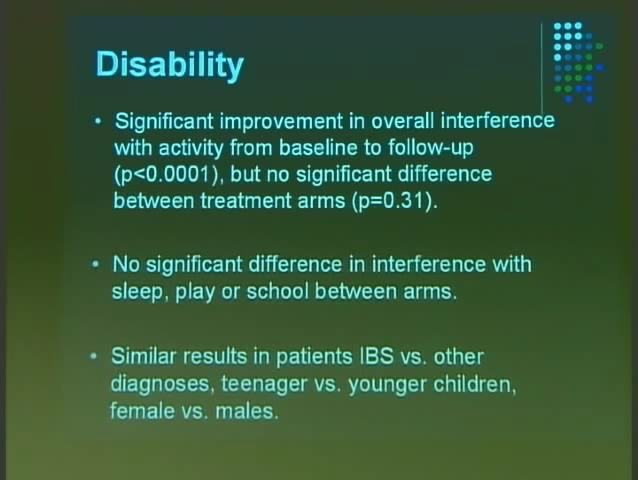 Disability
• Significant improvement in overall interference
with activity from baseline to follow-up
(p<0.0001), but no significant difference
between treatment arms (p=0.31).
• No significant difference in interference with
sleep, play or school between arms.
• Similar results in patients IBS vs. other
diagnoses, teenager vs. younger children,
female vs. males.